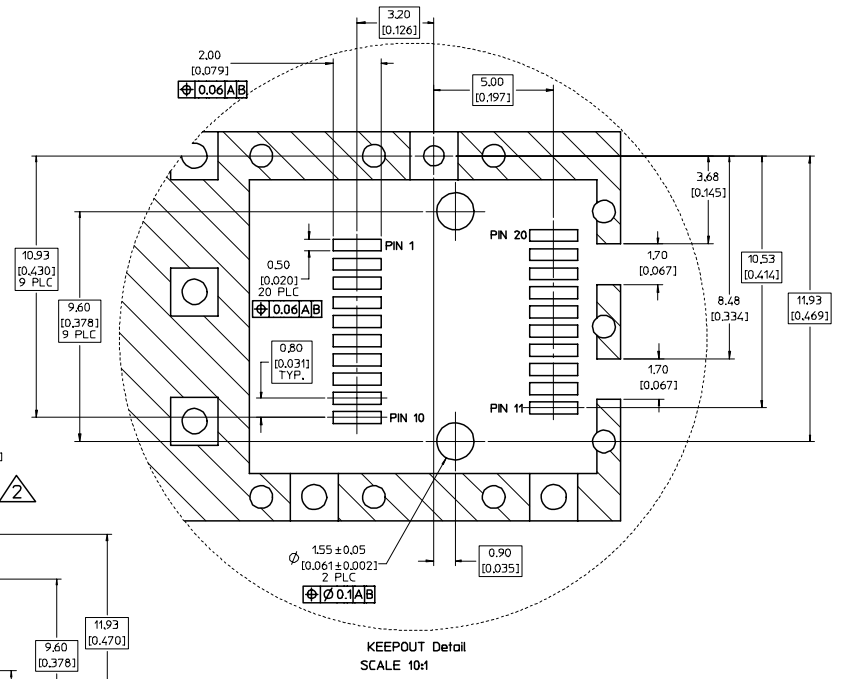 3.20
[0.126]
2.00
[0.079]
⌖ 0.06 A B
5.00
[0.197]
3.68
[0.145]
PIN 1
PIN 20
10.93
[0.430]
9 PLC
0.50
[0.020]
20 PLC
⌖ 0.06 A B
1.70
[0.067]
10.53
[0.414]
9.60
[0.378]
9 PLC
8.48
[0.334]
11.93
[0.469]
0.80
[0.031]
TYP.
1.70
[0.067]
PIN 10
PIN 11
]
2
Ø 1.55±0.05
[0.061±0.002]
2 PLC
⌖ Ø 0.1 A B
0.90
[0.035]
11.93
[0.470]
9.60
[0.378]
KEEPOUT Detail
SCALE 10:1